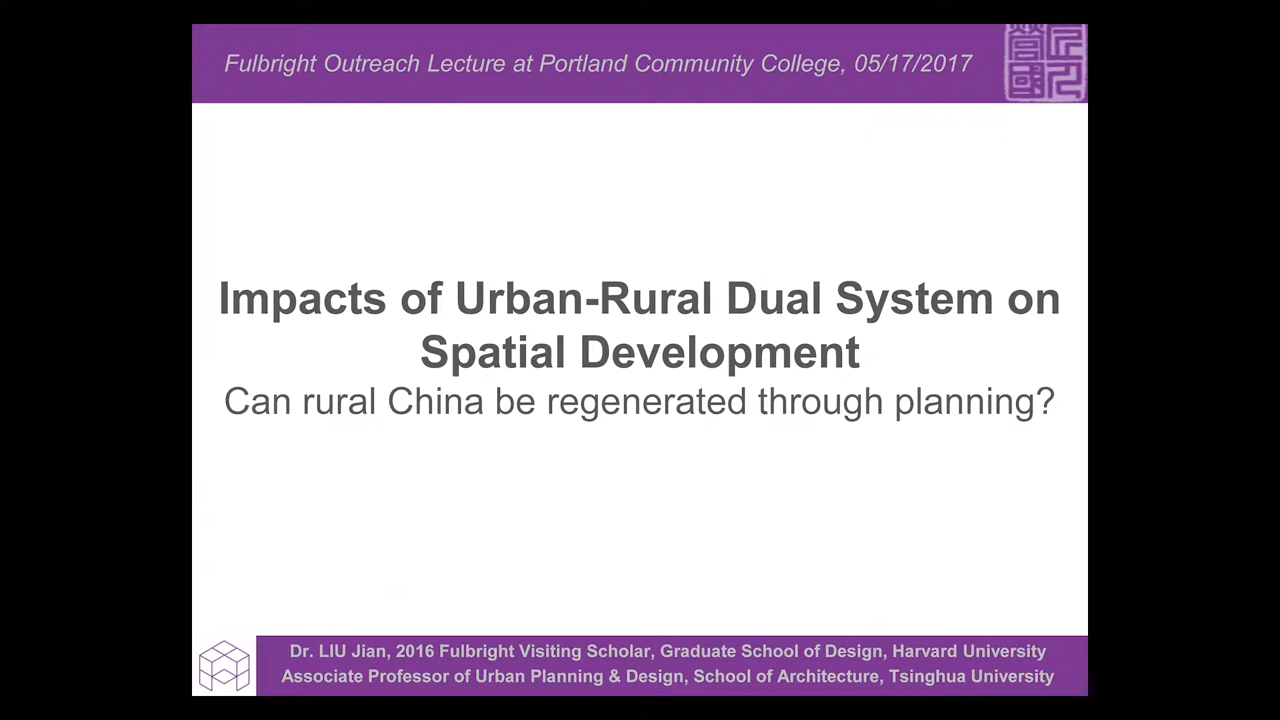 Fulbright Outreach Lecture at Portland Community College, 05/17/2017
Impacts of Urban-Rural Dual System on
Spatial Development
Can rural China be regenerated through planning?
Dr. LIU Jian, 2016 Fulbright Visiting Scholar, Graduate School of Design, Harvard University
Associate Professor of Urban Planning & Design, School of Architecture, Tsinghua University